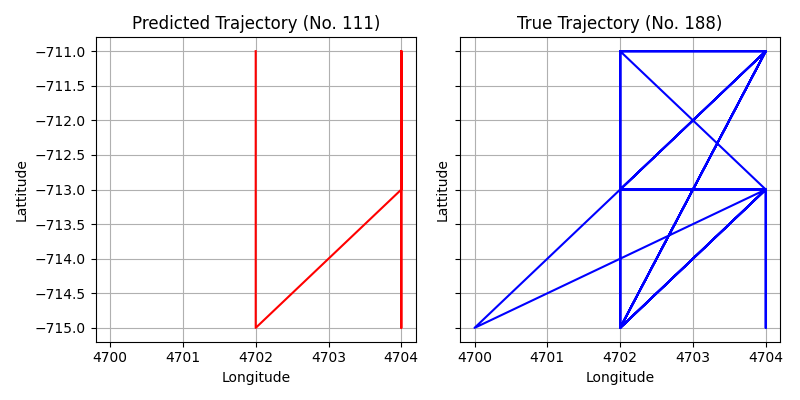 Predicted Trajectory (No. 111)
True Trajectory (No. 188)
−711.0
−711.5
−712.0
−712.5
−713.0
−713.5
−714.0
−714.5
−715.0
Lattitude
Lattitude
4700 4701 4702 4703 4704
4700 4701 4702 4703 4704
Longitude
Longitude